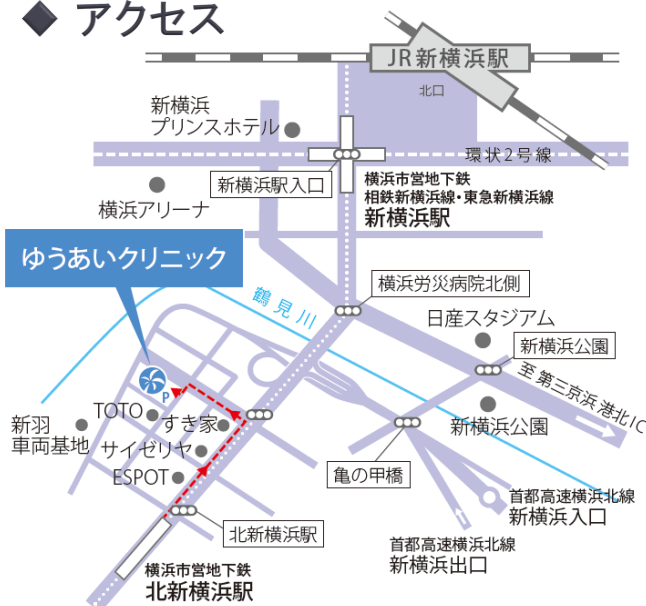 アクセス
JR新横浜駅
北口
新横浜
プリンスホテル
環状2号線
新横浜駅入口
横浜市営地下鉄
相鉄新横浜線・東急新横浜線
新横浜駅
横浜アリーナ
ゆうあいクリニック
横浜労災病院北側
鶴見川
日産スタジアム
新横浜公園
至 第三京浜 港北IC
P
TOTO
すき家
新羽
車両基地
サイゼリヤ
新横浜公園
ESPOT
亀の甲橋
首都高速横浜北線
新横浜入口
北新横浜駅
首都高速横浜北線
新横浜出口
横浜市営地下鉄
北新横浜駅